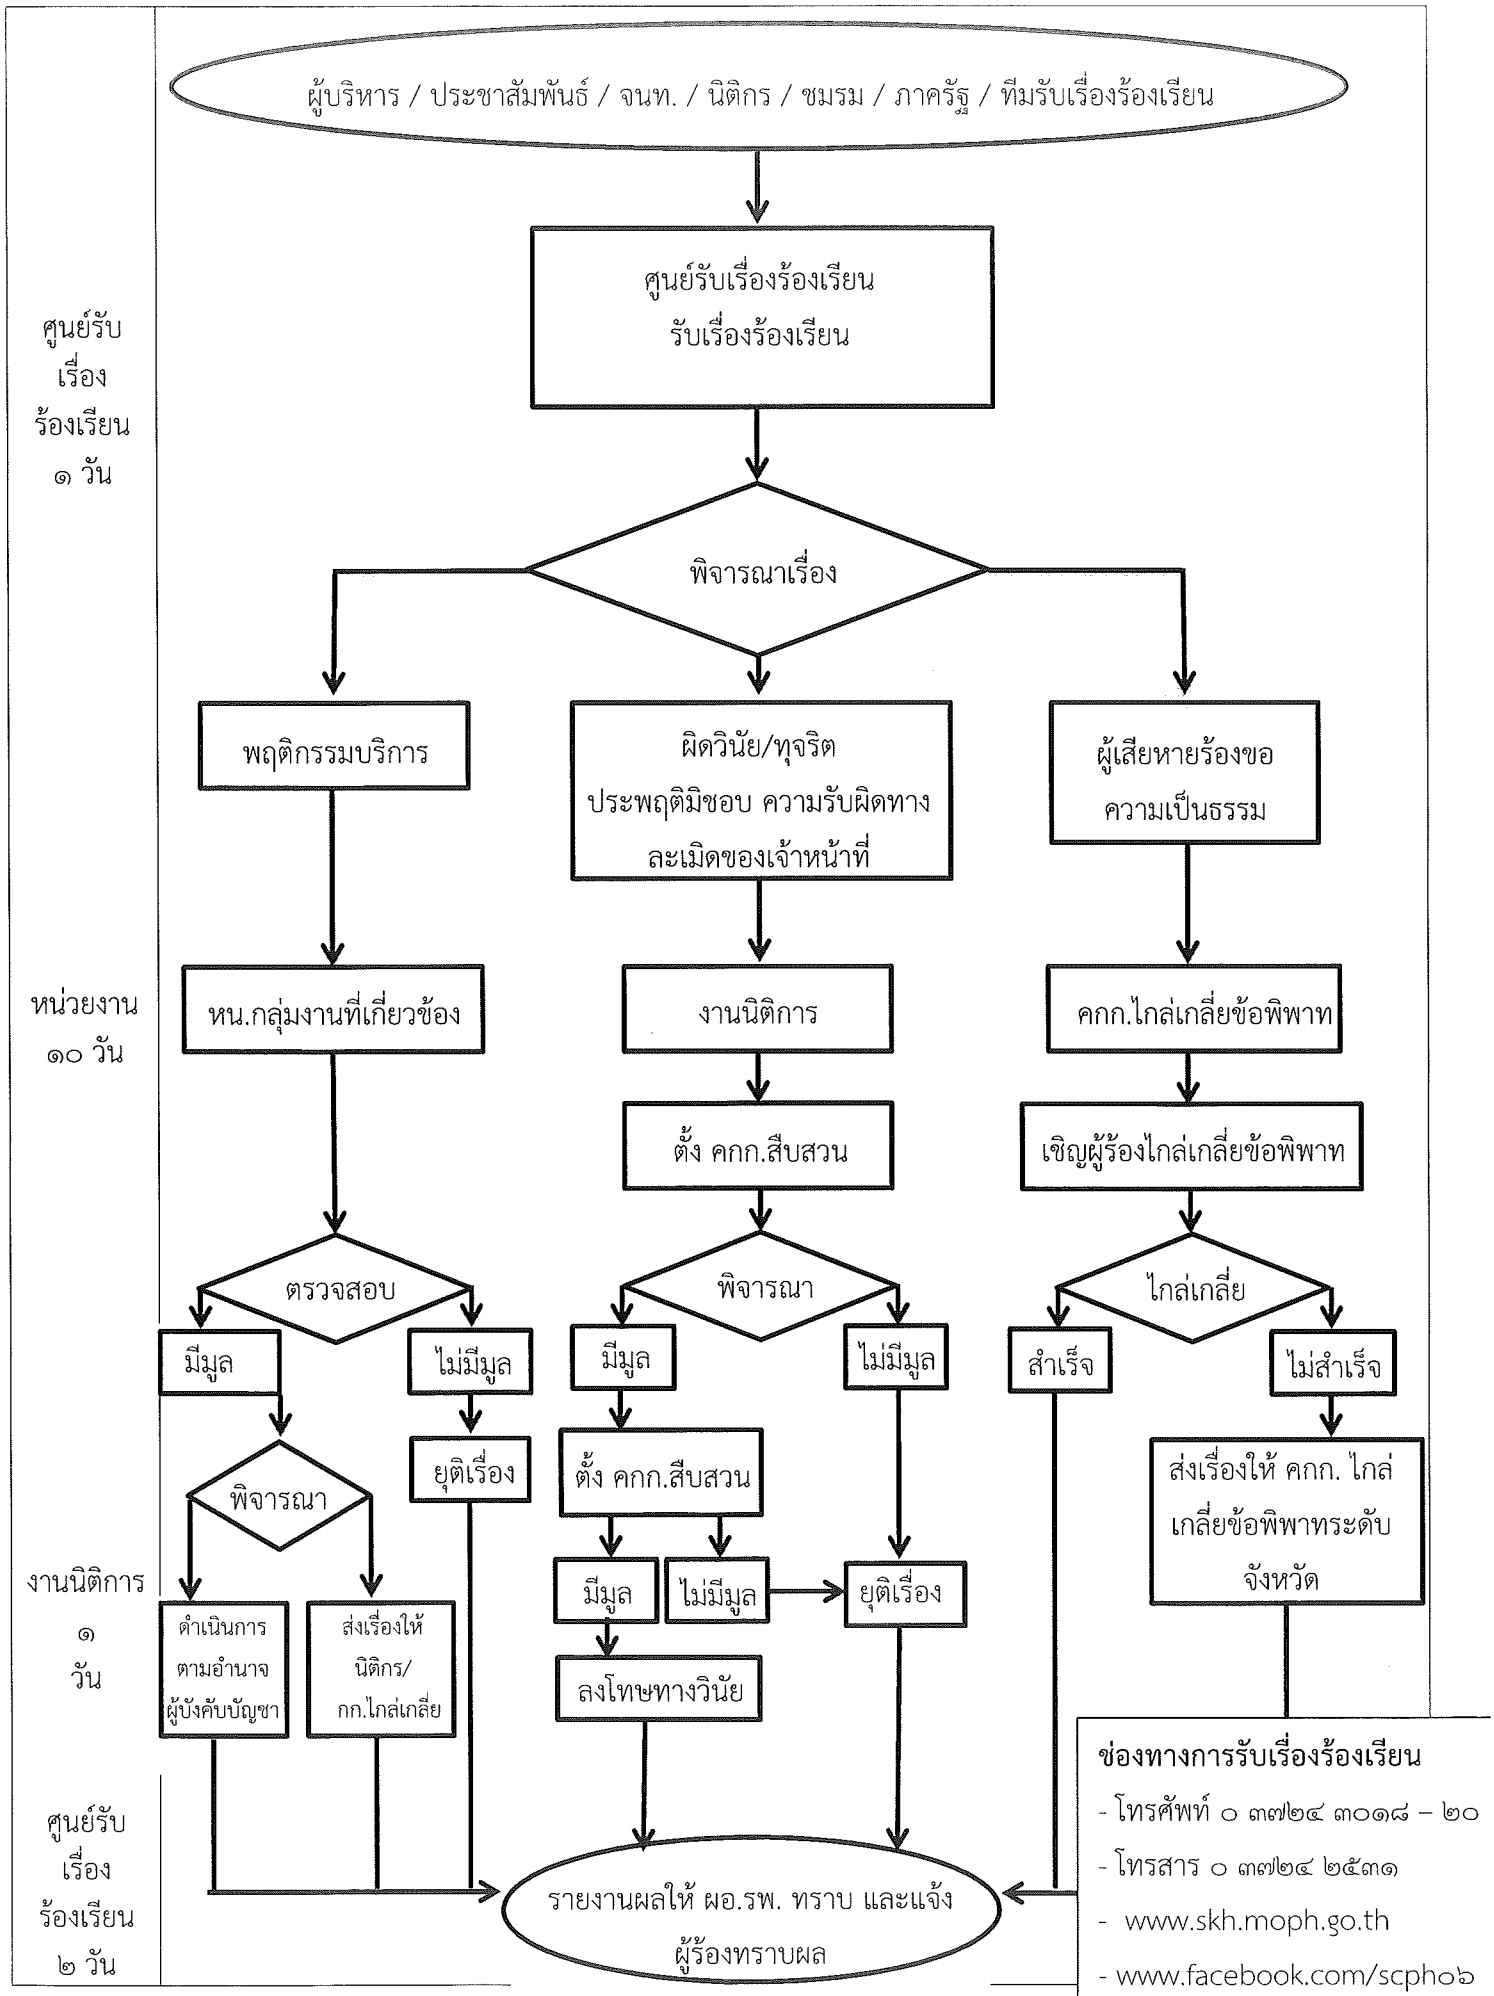 ผู้บริหาร / ประชาสัมพันธ์ / จนท. / นิติกร / ชมรม / ภาครัฐ / ทีมรับเรื่องร้องเรียน
ศูนย์รับเรื่องร้องเรียน
รับเรื่องร้องเรียน
ศูนย์รับ
เรื่อง
ร้องเรียน
๑ วัน
พิจารณาเรื่อง
พฤติกรรมบริการ
ผิดวินัย/ทุจริต
ประพฤติมิชอบ ความรับผิดทาง
ละเมิดของเจ้าหน้าที่
ผู้เสียหายร้องขอ
ความเป็นธรรม
หน่วยงาน
๑๐ วัน
หน.กลุ่มงานที่เกี่ยวข้อง
งานนิติการ
คกก.ไกล่เกลี่ยข้อพิพาท
ตั้ง คกก.สืบสวน
เชิญผู้ร้องไกล่เกลี่ยข้อพิพาท
ตรวจสอบ
พิจารณา
ไกล่เกลี่ย
มีมูล
ไม่มีมูล
มีมูล
ไม่มีมูล
สำเร็จ
ไม่สำเร็จ
พิจารณา
ยุติเรื่อง
ตั้ง คกก.สืบสวน
ส่งเรื่องให้ คกก. ไกล่
เกลี่ยข้อพิพาทระดับ
จังหวัด
มีมูล
ไม่มีมูล
ยุติเรื่อง
งานนิติการ
๑
วัน
ดำเนินการ
ตามอำนาจ
ผู้บังคับบัญชา
ส่งเรื่องให้
นิติกร/
กก.ไกล่เกลี่ย
ลงโทษทางวินัย
ศูนย์รับ
เรื่อง
ร้องเรียน
๒ วัน
รายงานผลให้ ผอ.รพ. ทราบ และแจ้ง
ผู้ร้องทราบผล
ช่องทางการรับเรื่องร้องเรียน
- โทรศัพท์ ๐ ๓๗๒๔ ๓๐๑๘ – ๒๐
- โทรสาร ๐ ๓๗๒๔ ๒๕๓๑
- www.skh.moph.go.th
- www.facebook.com/scph๐๖